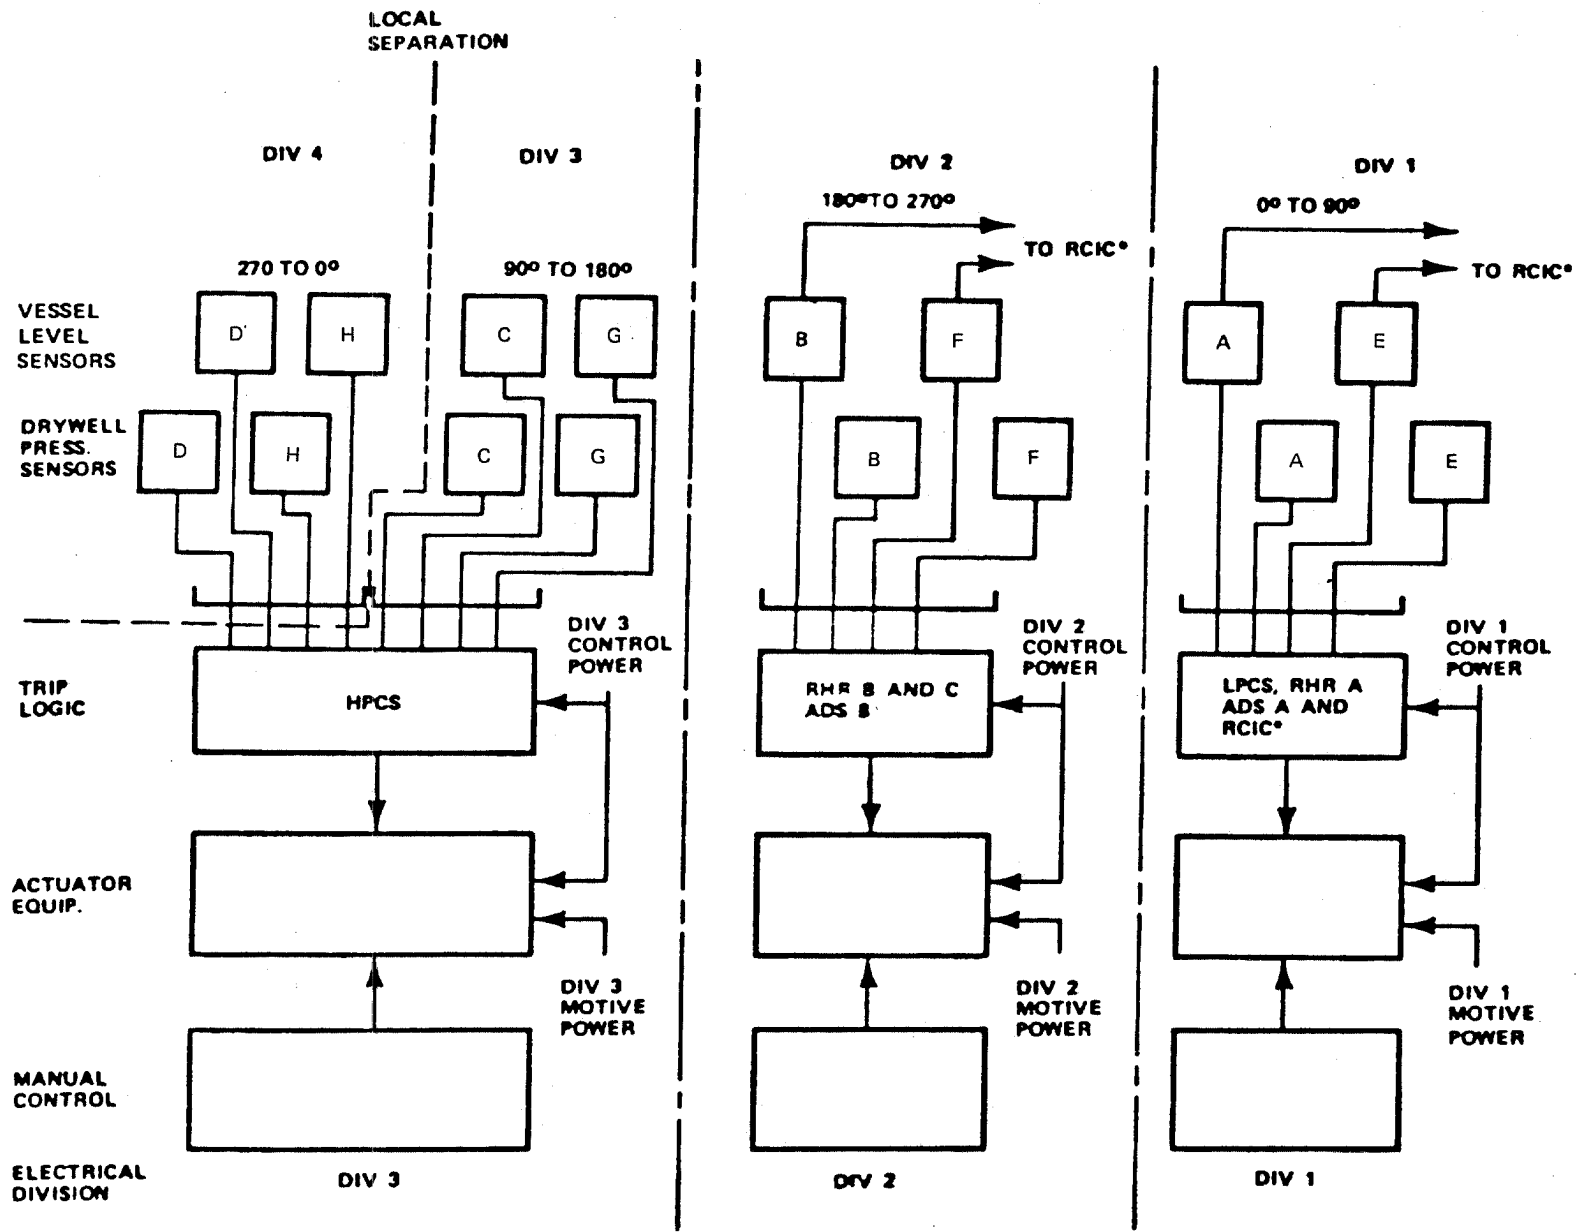 LOCAL
SEPARATION
DIV 4
DIV 3
DIV 2
DIV 1
180° TO 270°
0° TO 90°
TO RCIC*
TO RCIC*
270 TO 0°
90° TO 180°
VESSEL
LEVEL
SENSORS
D
H
C
G
B
F
A
E
DRYWELL
PRESS.
SENSORS
D
H
C
G
B
F
A
E
DIV 3
CONTROL
POWER
DIV 2
CONTROL
POWER
DIV 1
CONTROL
POWER
TRIP
LOGIC
HPCS
RHR B AND C
ADS B
LPCS, RHR A
ADS A AND
RCIC*
ACTUATOR
EQUIP.
DIV 3
MOTIVE
POWER
DIV 2
MOTIVE
POWER
DIV 1
MOTIVE
POWER
MANUAL
CONTROL
ELECTRICAL
DIVISION
DIV 3
DIV 2
DIV 1